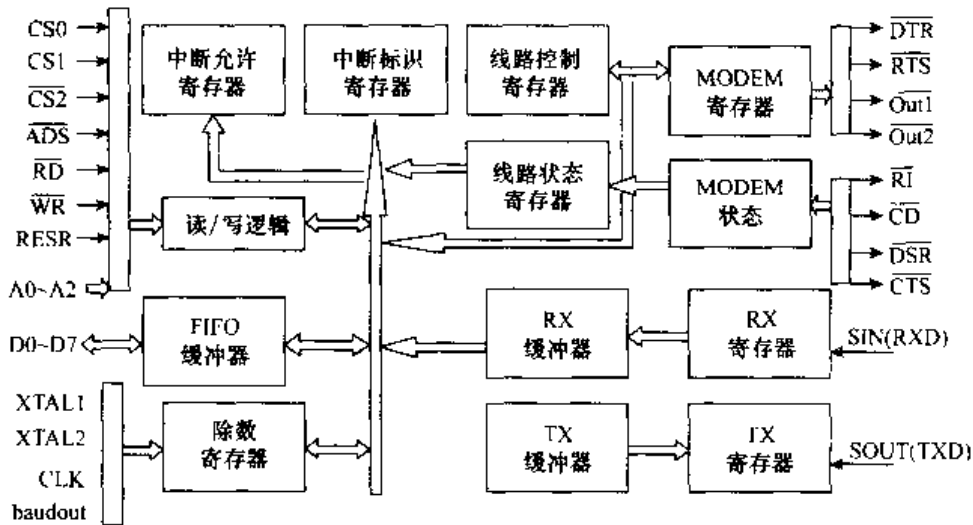 CS0
CS1
CS2
ADS
RD
WR
RESR
A0~A2
D0~D7
XTAL1
XTAL2
CLK
baudout
中断允许
寄存器
中断标识
寄存器
线路控制
寄存器
MODEM
寄存器
线路状态
寄存器
MODEM
状态
读/写逻辑
FIFO
缓冲器
RX
缓冲器
RX
寄存器
除数
寄存器
TX
缓冲器
TX
寄存器
DTR
RTS
Out1
Out2
RI
CD
DSR
CTS
SIN(RXD)
SOUT(TXD)